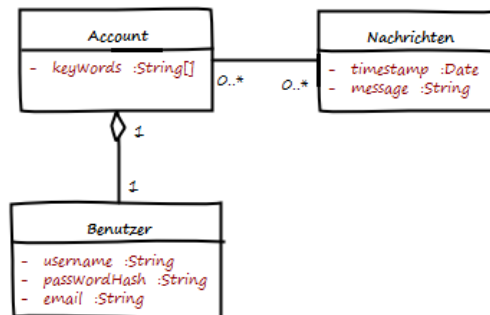 Account
- keyWords :String[]
Nachrichten
- timestamp :Date
- message :String
0..*
0..*
1
1
Benutzer
- username :String
- passWordHash :String
- email :String